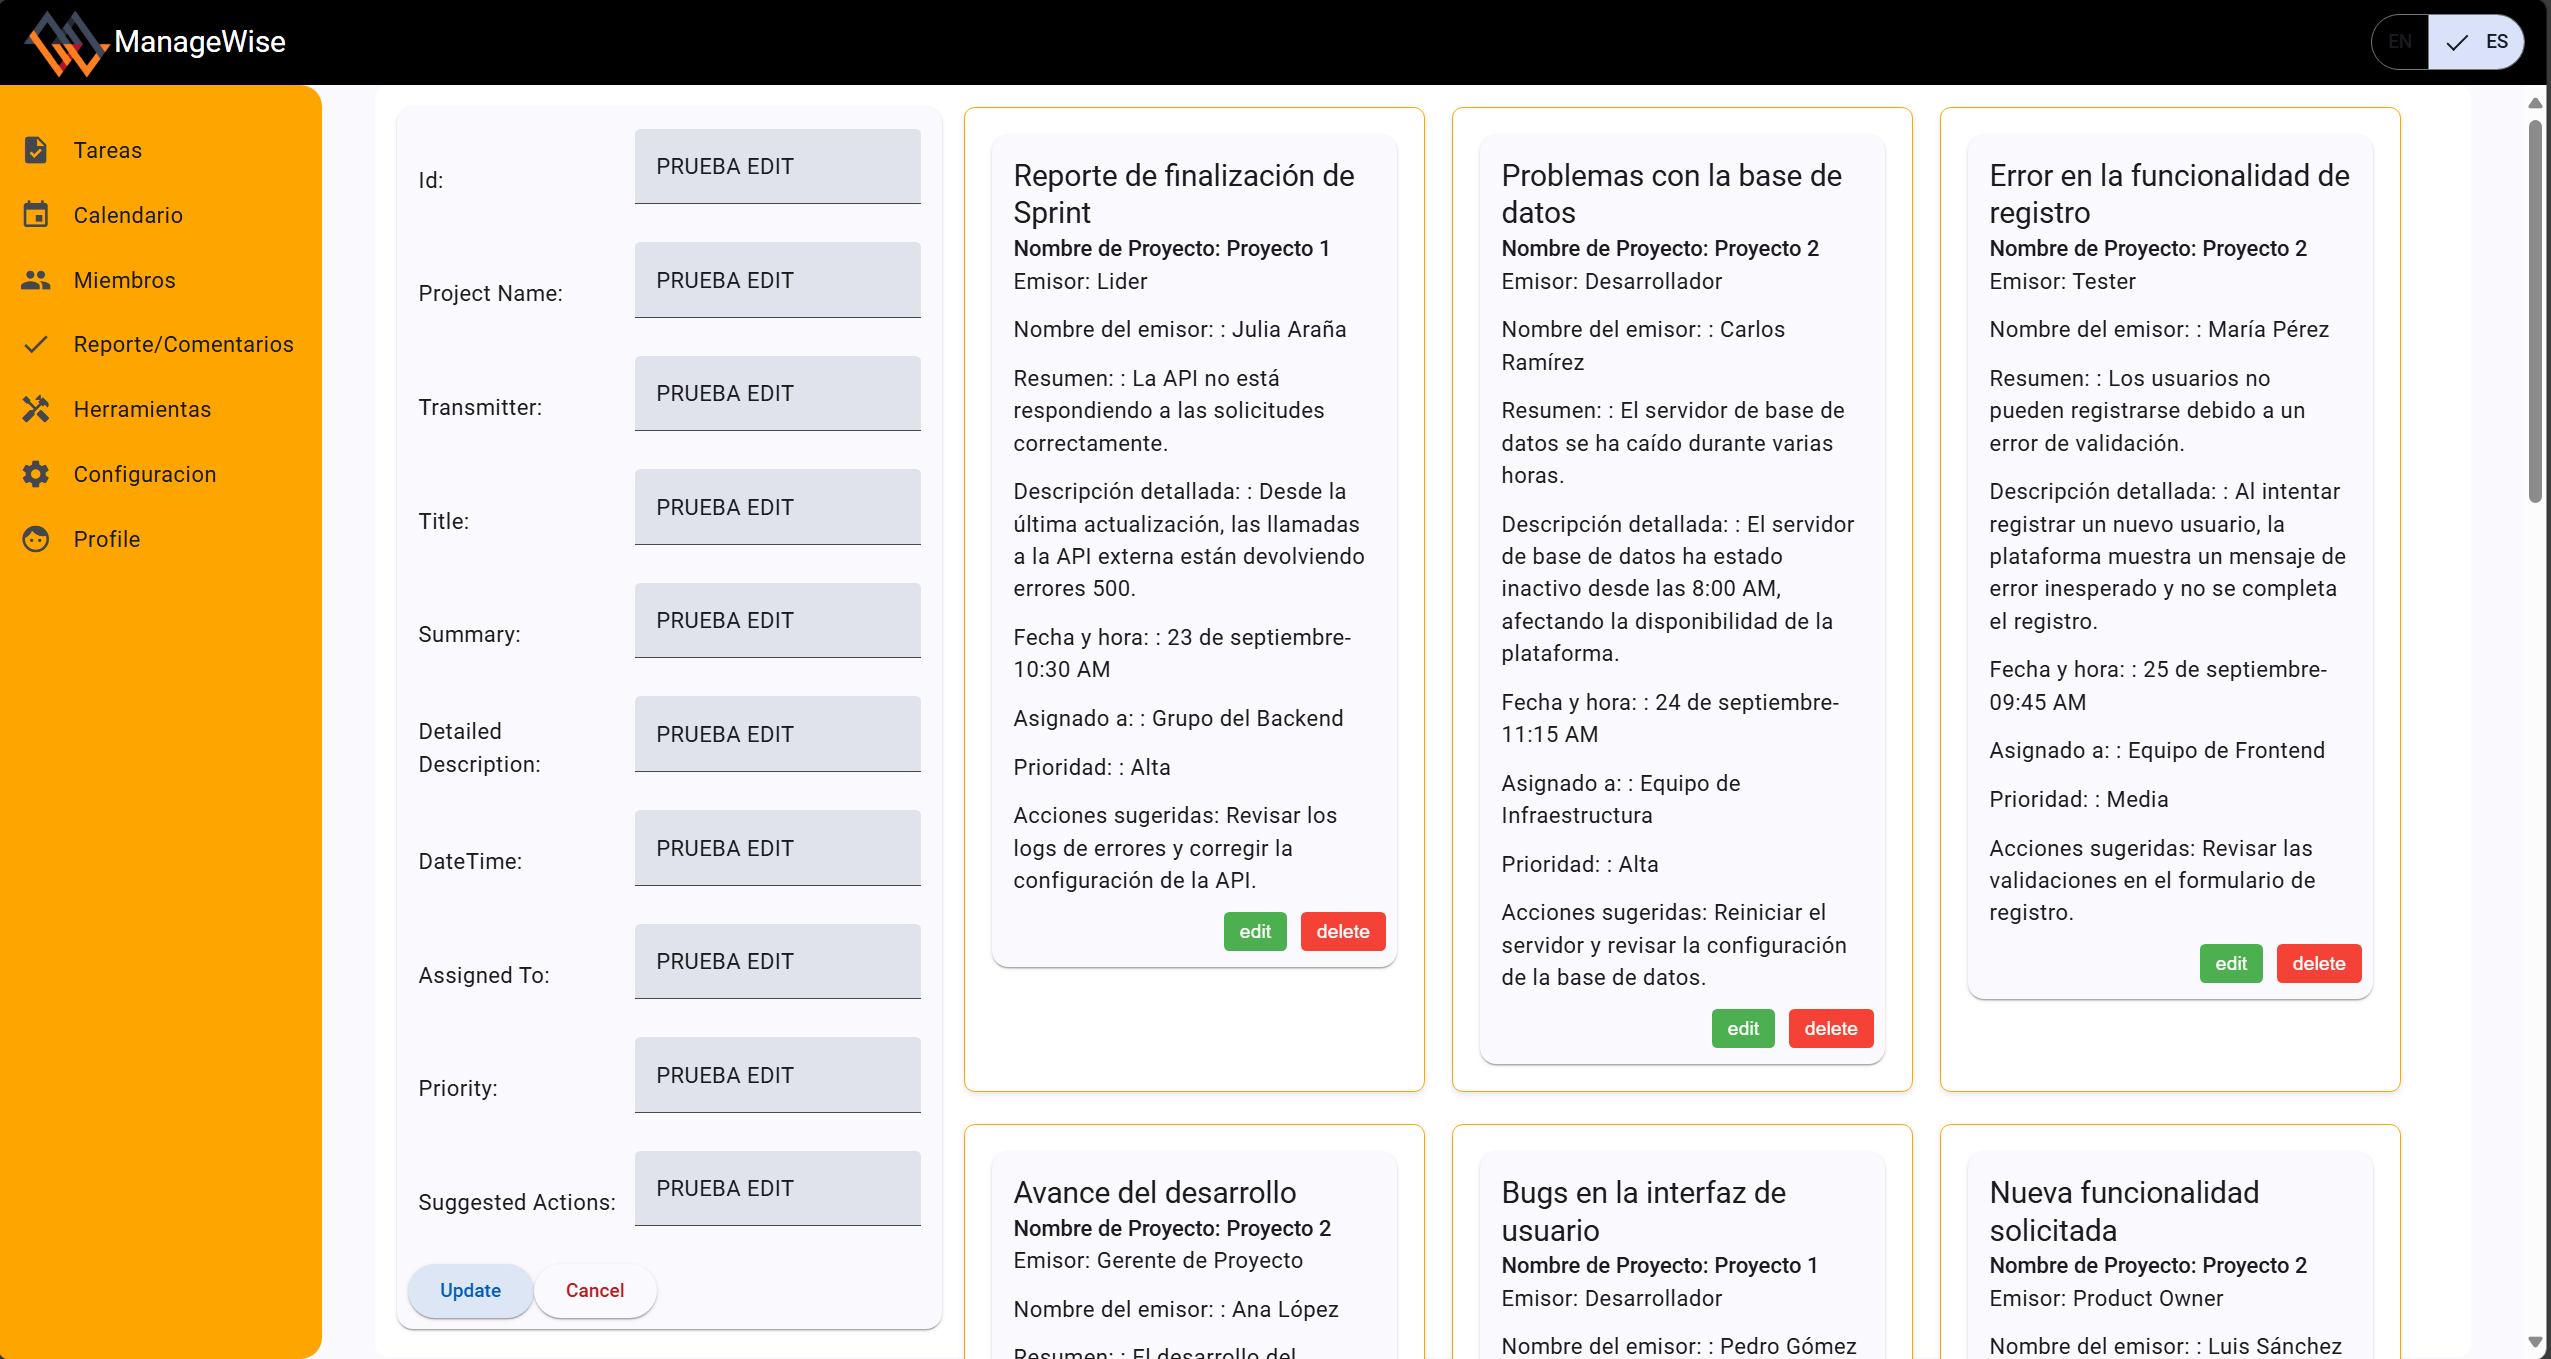 ManageWise
EN
ES
Tareas
Calendario
Miembros
Reporte/Comentarios
Herramientas
Configuracion
Profile
Id:
PRUEBA EDIT
Project Name:
PRUEBA EDIT
Transmitter:
PRUEBA EDIT
Title:
PRUEBA EDIT
Summary:
PRUEBA EDIT
Detailed
Description:
PRUEBA EDIT
DateTime:
PRUEBA EDIT
Assigned To:
PRUEBA EDIT
Priority:
PRUEBA EDIT
Suggested Actions:
PRUEBA EDIT
Update
Cancel
Reporte de finalización de
Sprint
Nombre de Proyecto: Proyecto 1
Emisor: Lider
Nombre del emisor: : Julia Araña
Resumen: : La API no está
respondiendo a las solicitudes
correctamente.
Descripción detallada: : Desde la
última actualización, las llamadas
a la API externa están devolviendo
errores 500.
Fecha y hora: : 23 de septiembre-
10:30 AM
Asignado a: : Grupo del Backend
Prioridad: : Alta
Acciones sugeridas: Revisar los
logs de errores y corregir la
configuración de la API.
edit
delete
Problemas con la base de
datos
Nombre de Proyecto: Proyecto 2
Emisor: Desarrollador
Nombre del emisor: : Carlos
Ramírez
Resumen: : El servidor de base de
datos se ha caído durante varias
horas.
Descripción detallada: : El servidor
de base de datos ha estado
inactivo desde las 8:00 AM,
afectando la disponibilidad de la
plataforma.
Fecha y hora: : 24 de septiembre-
11:15 AM
Asignado a: : Equipo de
Infraestructura
Prioridad: : Alta
Acciones sugeridas: Reiniciar el
servidor y revisar la configuración
de la base de datos.
edit
delete
Error en la funcionalidad de
registro
Nombre de Proyecto: Proyecto 2
Emisor: Tester
Nombre del emisor: : María Pérez
Resumen: : Los usuarios no
pueden registrarse debido a un
error de validación.
Descripción detallada: : Al intentar
registrar un nuevo usuario, la
plataforma muestra un mensaje de
error inesperado y no se completa
el registro.
Fecha y hora: : 25 de septiembre-
09:45 AM
Asignado a: : Equipo de Frontend
Prioridad: : Media
Acciones sugeridas: Revisar las
validaciones en el formulario de
registro.
edit
delete
Avance del desarrollo
Nombre de Proyecto: Proyecto 2
Emisor: Gerente de Proyecto
Nombre del emisor: : Ana López
Resumen: : El desarrollo del
Bugs en la interfaz de
usuario
Nombre de Proyecto: Proyecto 1
Emisor: Desarrollador
Nombre del emisor: : Pedro Gómez
Nueva funcionalidad
solicitada
Nombre de Proyecto: Proyecto 2
Emisor: Product Owner
Nombre del emisor: : Luis Sánchez